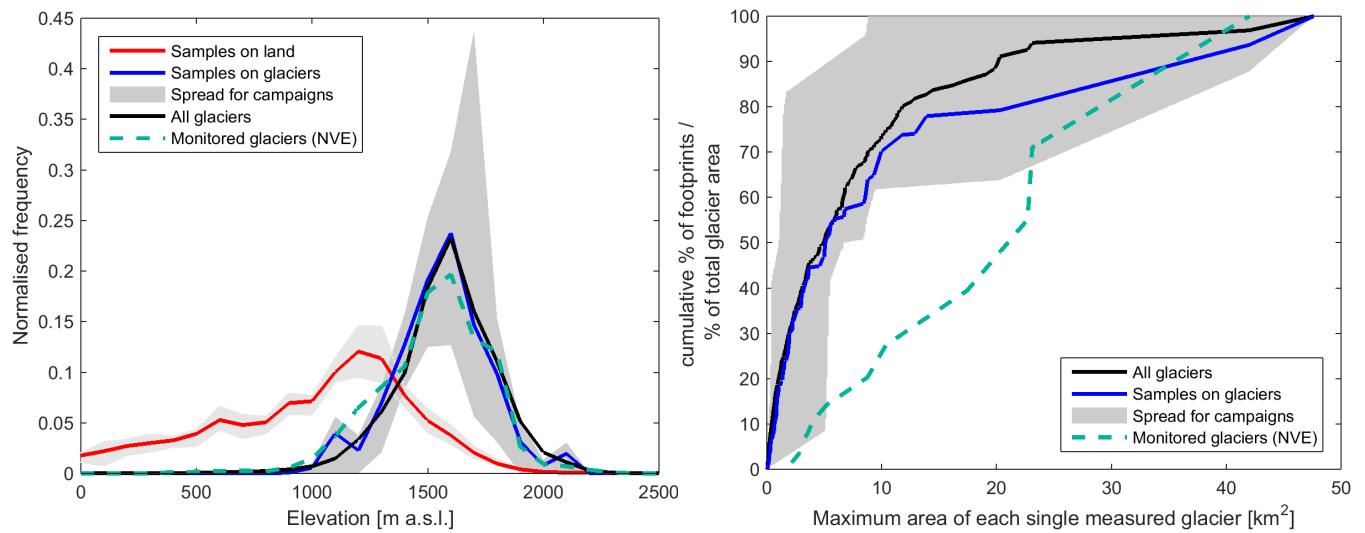 0.45
0.4
0.35
0.3
0.25
0.2
0.15
0.1
0.05
0
Normalised frequency
Samples on land
Samples on glaciers
Spread for campaigns
All glaciers
Monitored glaciers (NVE)
0 500 1000 1500 2000 2500
Elevation [m a.s.l.]
100
90
80
70
60
50
40
30
20
10
0
cumulative % of footprints /
% of total glacier area
All glaciers
Samples on glaciers
Spread for campaigns
Monitored glaciers (NVE)
0 10 20 30 40 50
Maximum area of each single measured glacier [km²]